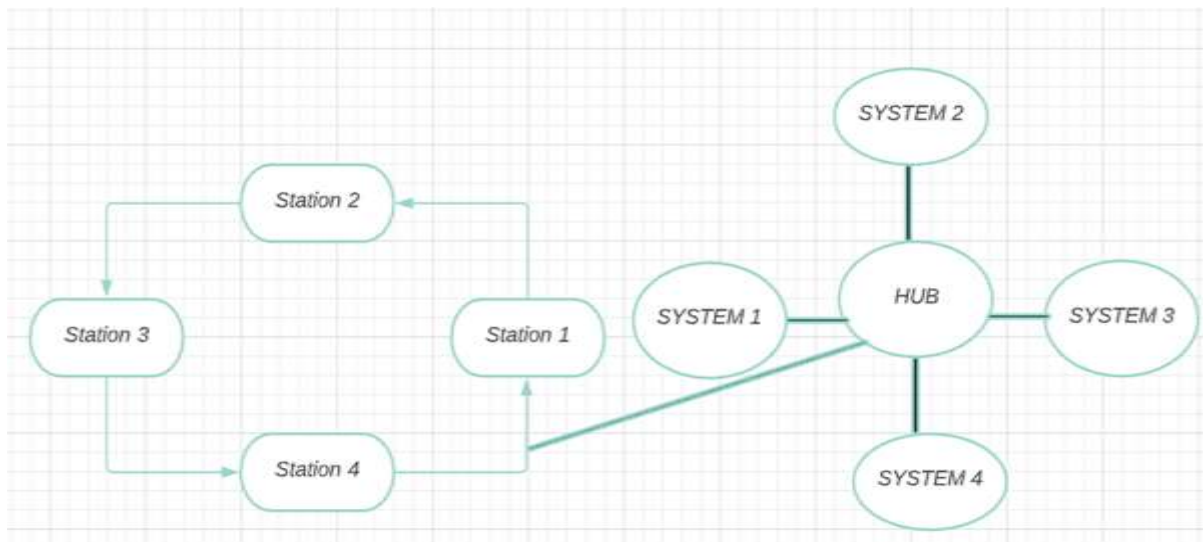 SYSTEM 2
Station 2
HUB
SYSTEM 1
SYSTEM 3
Station 3
Station 1
Station 4
SYSTEM 4